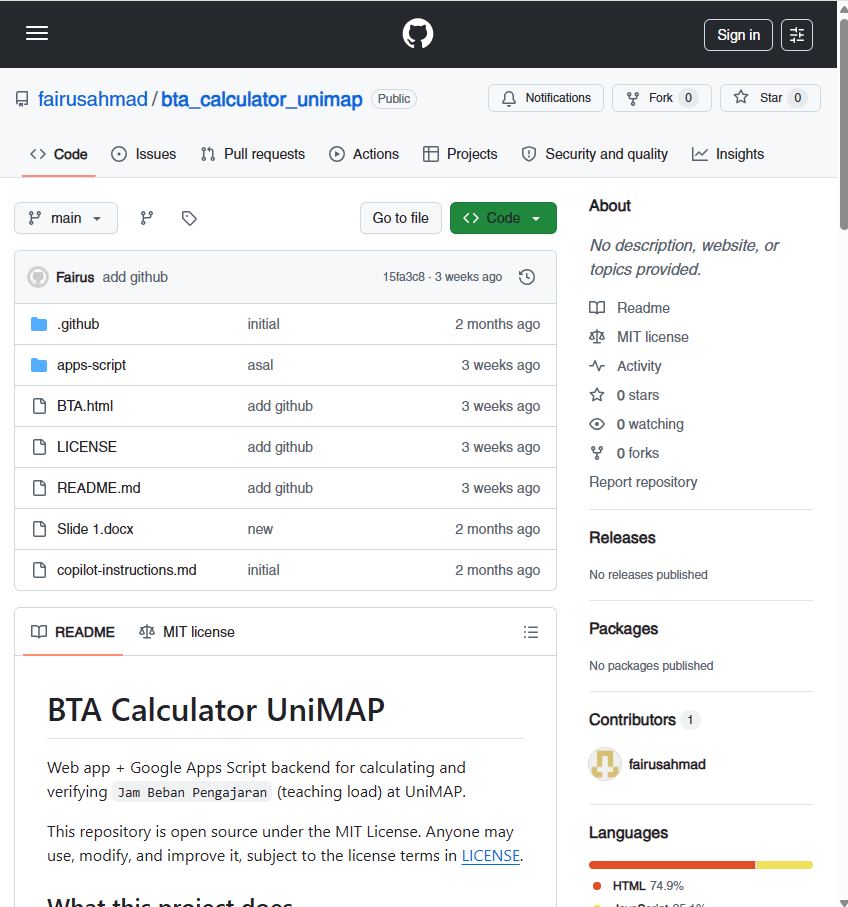 Sign in
fairusahmad / bta_calculator_unimap Public
Notifications Fork 0 Star 0
Code Issues Pull requests Actions Projects Security and quality Insights
main Go to file Code
Fairus add github 15fa3c8 · 3 weeks ago
.github initial 2 months ago
apps-script asal 3 weeks ago
BTA.html add github 3 weeks ago
LICENSE add github 3 weeks ago
README.md add github 3 weeks ago
Slide 1.docx new 2 months ago
copilot-instructions.md initial 2 months ago
README MIT license
BTA Calculator UniMAP
Web app + Google Apps Script backend for calculating and
verifying Jam Beban Pengajaran (teaching load) at UniMAP.
This repository is open source under the MIT License. Anyone may
use, modify, and improve it, subject to the license terms in LICENSE.
What this project does
About
No description, website, or
topics provided.
Readme
MIT license
Activity
0 stars
0 watching
0 forks
Report repository
Releases
No releases published
Packages
No packages published
Contributors 1
fairusahmad
Languages
HTML 74.9%
JavaScript 25.1%